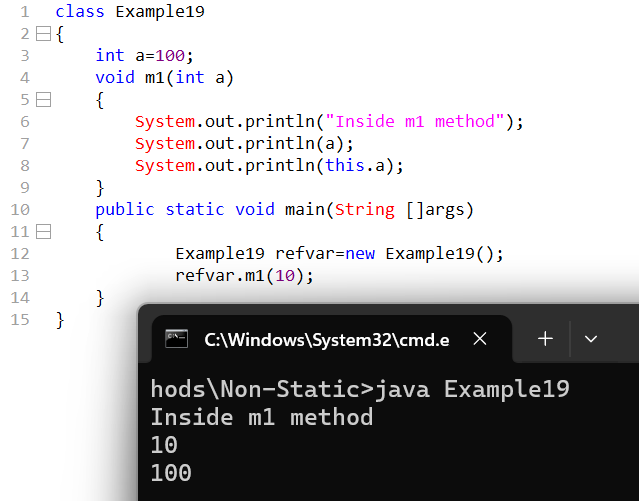 1 class Example19
2 {
3 int a=100;
4 void m1(int a)
5 {
6 System.out.println("Inside m1 method");
7 System.out.println(a);
8 System.out.println(this.a);
9 }
10 public static void main(String []args)
11 {
12 Example19 refvar=new Example19();
13 refvar.m1(10);
14 }
15 }
C:\Windows\System32\cmd.e
hods\Non-Static>java Example19
Inside m1 method
10
100